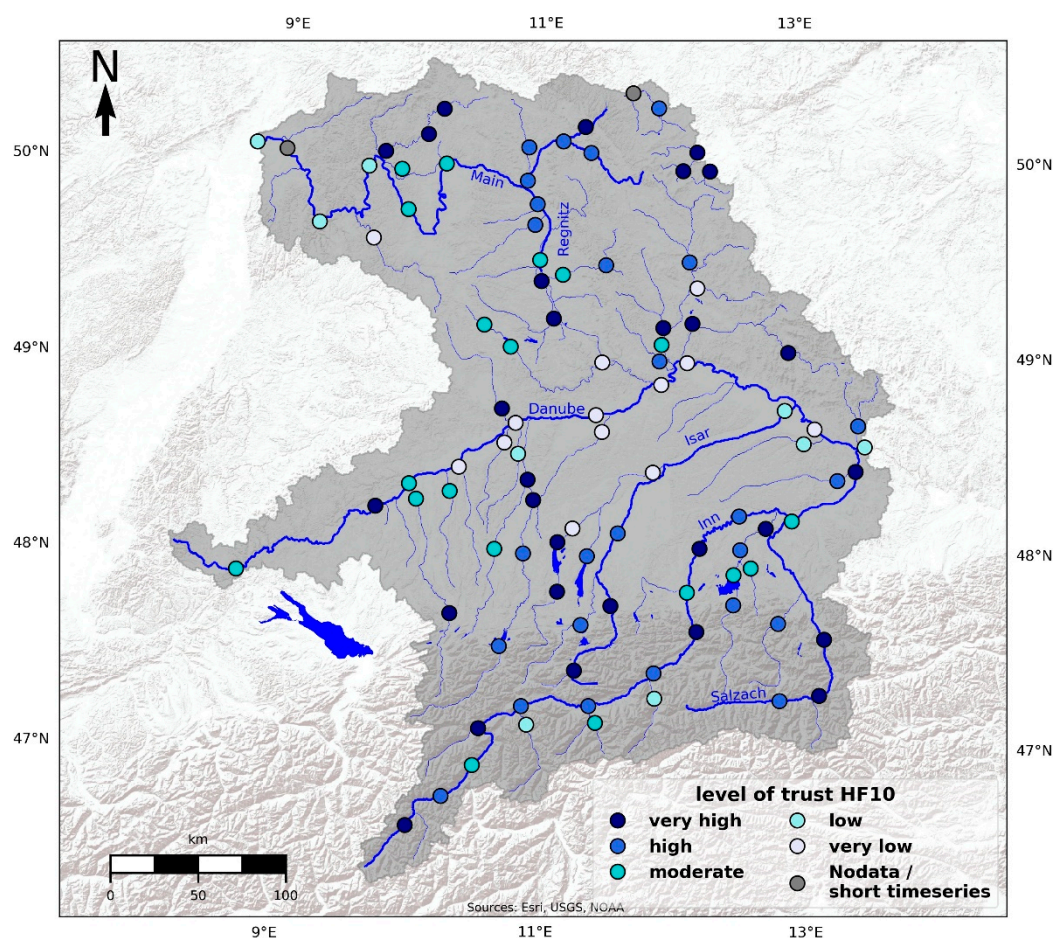 9°E 11°E 13°E
N
50°N 50°N
Main
Regnitz
49°N 49°N
Danube
Isar
Inn
48°N 48°N
Salzach
47°N 47°N
level of trust HF10
very high low
high very low
moderate Nodata /
short timeseries
km
0 50 100
Sources: Esri, USGS, NOAA
9°E 11°E 13°E